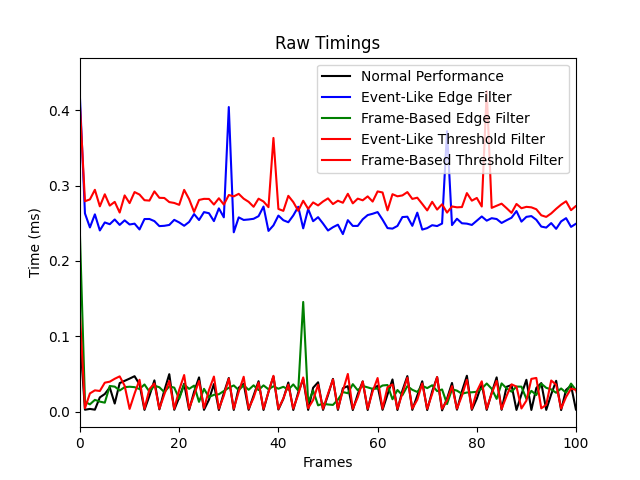 Raw Timings
Normal Performance
Event-Like Edge Filter
Frame-Based Edge Filter
Event-Like Threshold Filter
Frame-Based Threshold Filter
Time (ms)
0.4
0.3
0.2
0.1
0.0
0 20 40 60 80 100
Frames